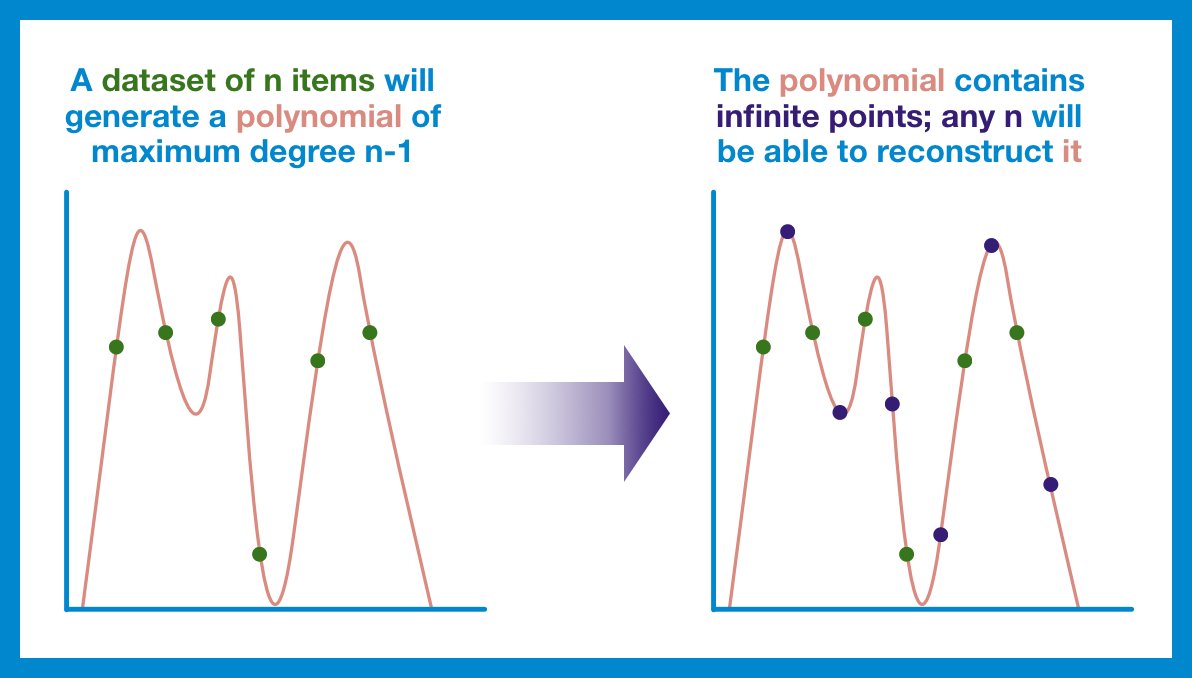 A dataset of n items will
generate a polynomial of
maximum degree n-1
The polynomial contains
infinite points; any n will
be able to reconstruct it